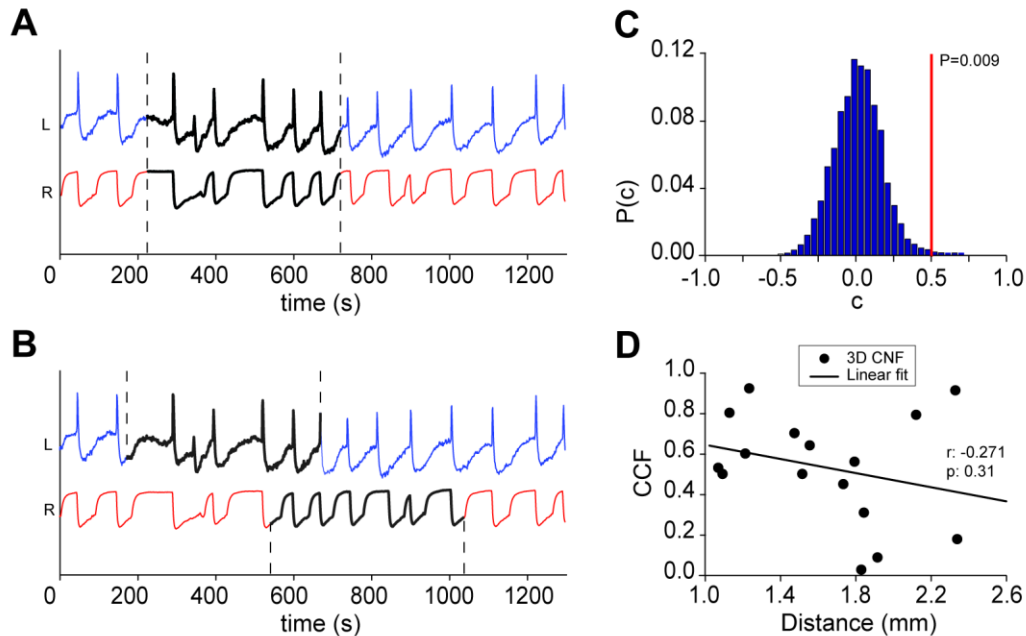 A
L
R
0 200 400 600 800 1000 1200
time (s)
B
L
R
0 200 400 600 800 1000 1200
time (s)
C
P(c)
0.12
0.08
0.04
0.00
P=0.009
-1.0 -0.5 0.0 0.5 1.0
c
D
3D CNF
Linear fit
CCF
1.0
0.8
0.6
0.4
0.2
0.0
r: -0.271
p: 0.31
1.0 1.4 1.8 2.2 2.6
Distance (mm)